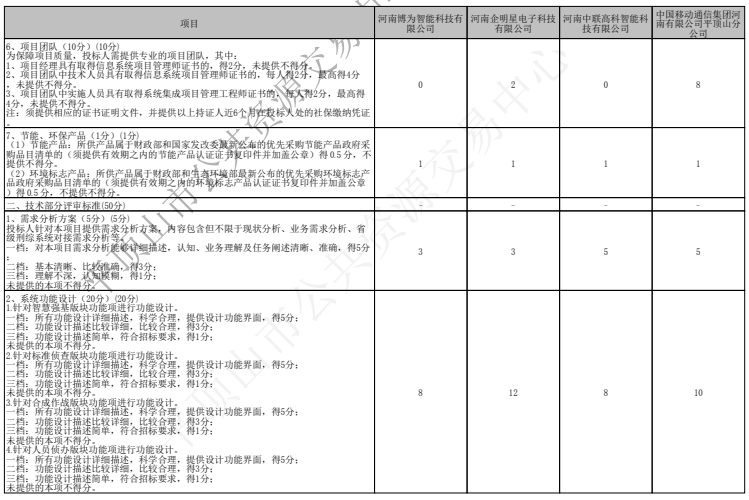 项目
河南博为智能科技有
限公司
河南企明星电子科技
有限公司
河南中联高科智能科
技有限公司
中国移动通信集团河
南有限公司平顶山分
公司
6、项目团队（10分）(10分)
为保障项目质量，投标人需提供专业的项目团队，其中：
1、项目经理具有取得信息系统项目管理师证书的，得2分，未提供不得分。
2、项目团队中技术人员具有取得信息系统项目管理师证书的，每人得2分，最高得4分
，未提供不得分。
3、项目团队中实施人员具有系统集成项目管理工程师证书的，每人得2分，最高得
4分，未提供不得分。
注：须提供相应的证书证明文件，并提供以上持证人近6个月在投标人处的社保缴纳凭证
。
0
2
0
8
7、节能、环保产品（1分）(1分)
（1）节能产品：所供产品属于财政部和国家发改委最新公布的优先采购节能产品政府采
购品目清单的（须提供有效期之内的节能产品认证证书复印件并加盖公章）得 0.5 分，不
提供不得分。
（2）环境标志产品：所供产品属于财政部和生态环境部最新公布的优先采购环境标志产
品政府采购品目清单的（须提供有效期之内的环境标志产品认证证书复印件并加盖公章
）得 0.5 分，不提供不得分。
1
1
1
1
二、技术部分评审标准(50分)
-
-
-
-
1、需求分析方案（5分）(5分)
投标人针对本项目提供需求分析方案，内容包含但不限于现状分析、业务需求分析、省
级刑综系统对接需求分析等。
一档：对本项目需求分析能够详细描述，认知、业务理解及任务阐述清晰、准确，得5分
；
二档：基本清晰、比较准确，得3分；
三档：理解不深，认知模糊，得1分；
未提供的本项不得分。
3
3
5
5
2、系统功能设计（20分）(20分)
1.针对智慧强基版块功能项进行功能设计。
一档：所有功能设计详细描述，科学合理，提供设计功能界面，得5分；
二档：功能设计描述比较详细，比较合理，得3分；
三档：功能设计描述简单，符合招标要求，得1分；
未提供的本项不得分。
2.针对标准侦查版块功能项进行功能设计。
一档：所有功能设计详细描述，科学合理，提供设计功能界面，得5分；
二档：功能设计描述比较详细，比较合理，得3分；
三档：功能设计描述简单，符合招标要求，得1分；
未提供的本项不得分。
3.针对合成作战版块功能项进行功能设计。
一档：所有功能设计详细描述，科学合理，提供设计功能界面，得5分；
二档：功能设计描述比较详细，比较合理，得3分；
三档：功能设计描述简单，符合招标要求，得1分；
未提供的本项不得分。
4.针对人员侦办版块功能项进行功能设计。
一档：所有功能设计详细描述，科学合理，提供设计功能界面，得5分；
二档：功能设计描述比较详细，比较合理，得3分；
三档：功能设计描述简单，符合招标要求，得1分；
未提供的本项不得分。
8
12
8
10
平顶山市公共资源交易中心
平顶山市公共资源交易中心